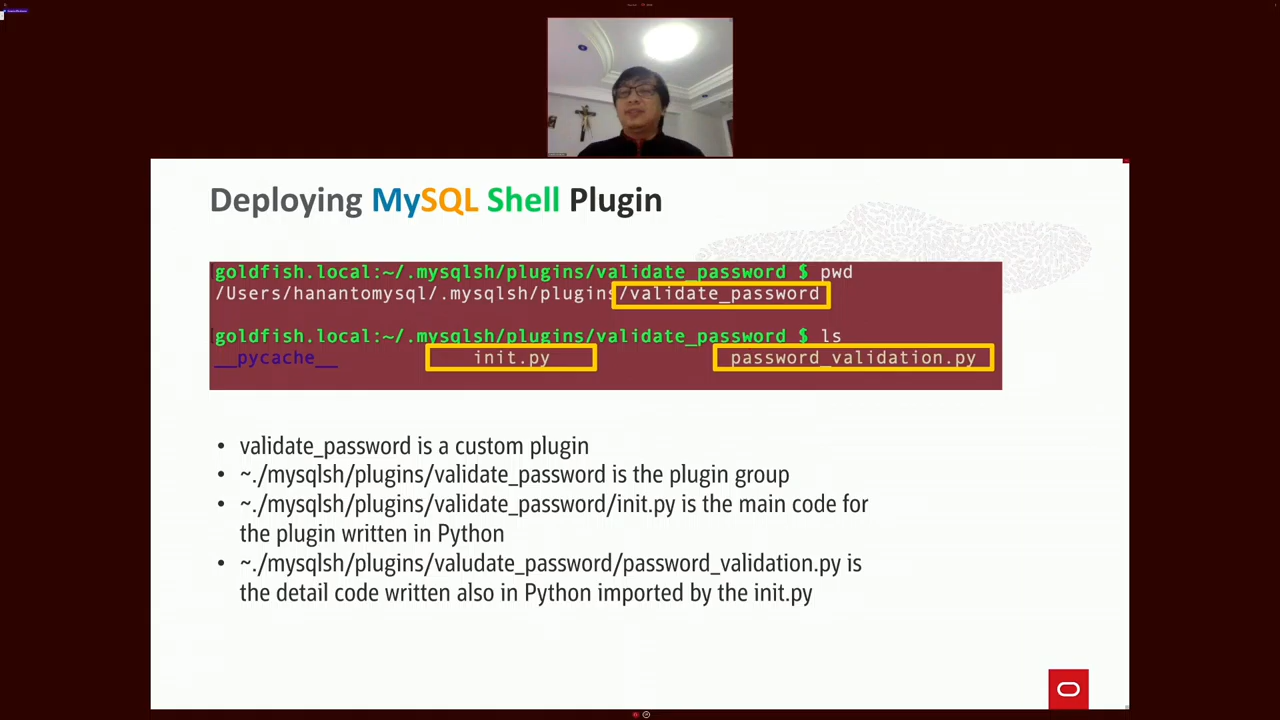 Deploying MySQL Shell Plugin
goldfish.local:~/.mysqlsh/plugins/validate_password $ pwd
/Users/hanantomysql/.mysqlsh/plugins/validate_password
goldfish.local:~/.mysqlsh/plugins/validate_password $ ls
__pycache__ init.py password_validation.py
• validate_password is a custom plugin
• ~./mysqlsh/plugins/validate_password is the plugin group
• ~./mysqlsh/plugins/validate_password/init.py is the main code for
the plugin written in Python
• ~./mysqlsh/plugins/valudate_password/password_validation.py is
the detail code written also in Python imported by the init.py